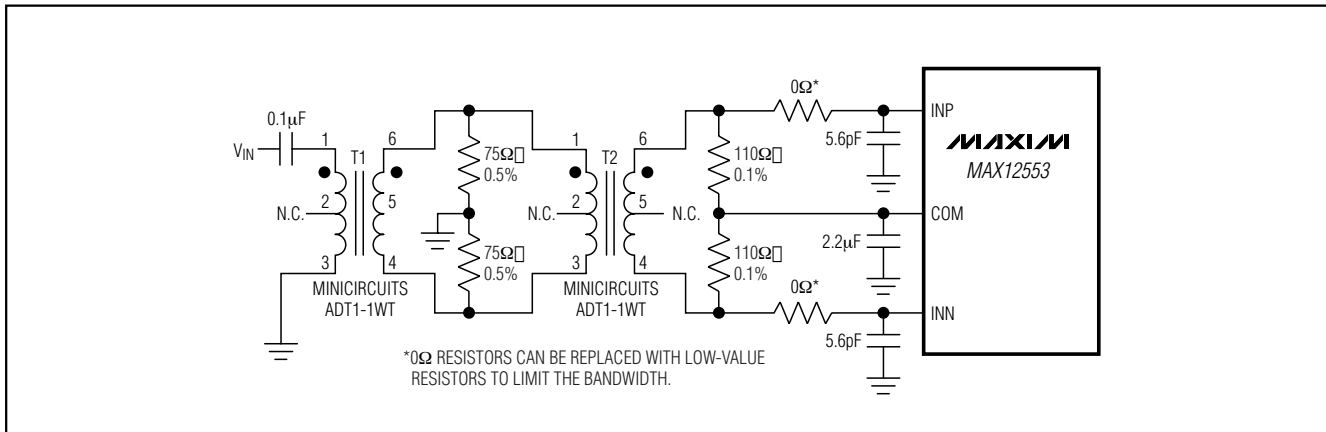 0.1μF
V_IN
1
T1
6
N.C.
2
5
3
4
MINICIRCUITS
ADT1-1WT
75Ω▯
0.5%
75Ω▯
0.5%
1
T2
6
N.C.
2
5
N.C.
3
4
MINICIRCUITS
ADT1-1WT
110Ω▯
0.1%
110Ω▯
0.1%
0Ω*
0Ω*
5.6pF
2.2μF
5.6pF
INP
MAXIM
MAX12553
COM
INN
*0Ω RESISTORS CAN BE REPLACED WITH LOW-VALUE
RESISTORS TO LIMIT THE BANDWIDTH.